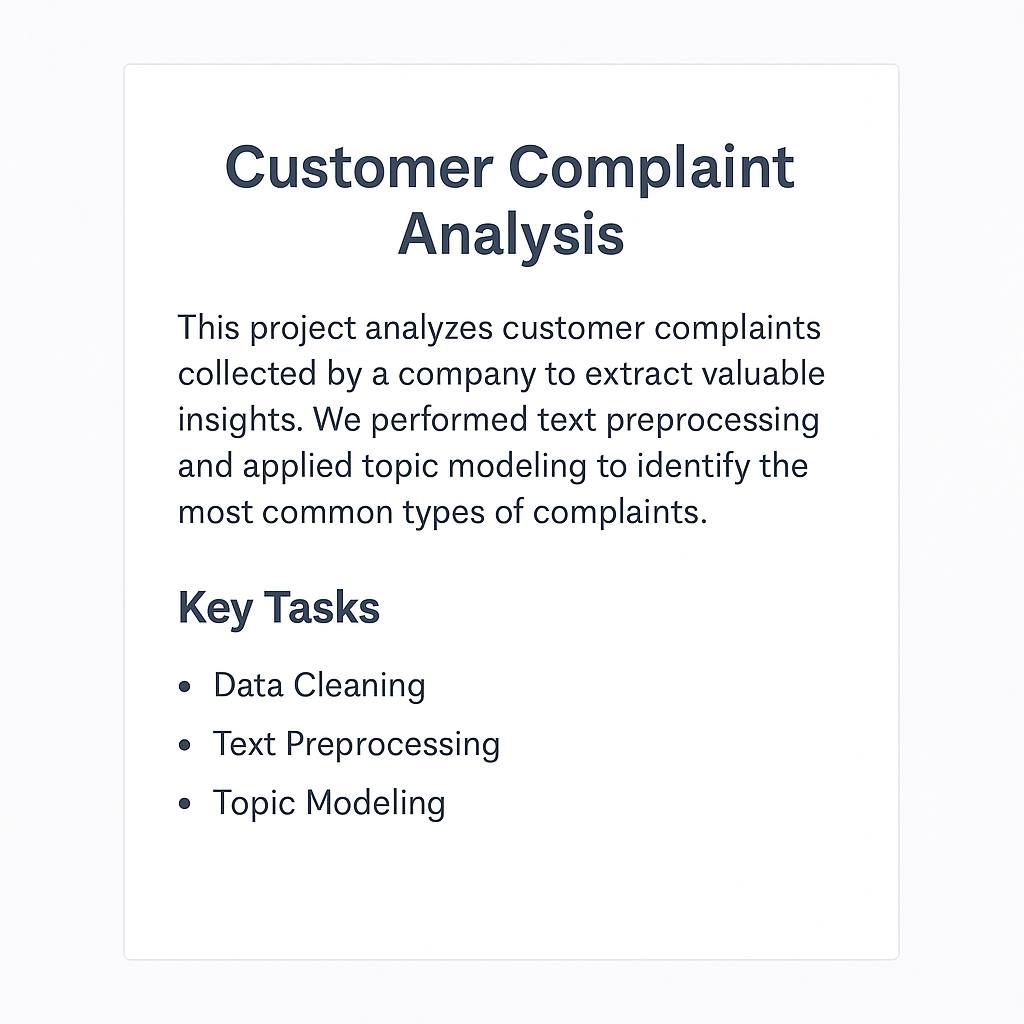 Customer Complaint
Analysis
This project analyzes customer complaints
collected by a company to extract valuable
insights. We performed text preprocessing
and applied topic modeling to identify the
most common types of complaints.
Key Tasks
• Data Cleaning
• Text Preprocessing
• Topic Modeling